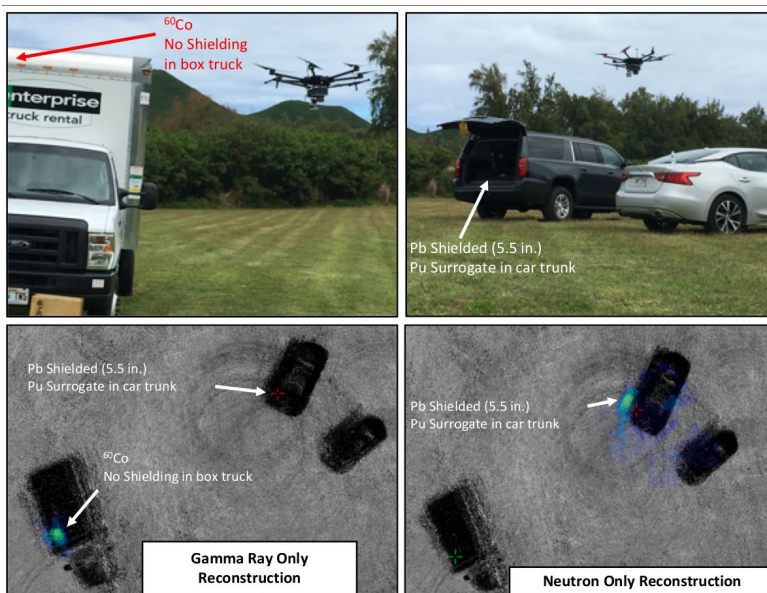 ⁶⁰Co
No Shielding
in box truck
enterprise
truck rental
Pb Shielded (5.5 in.)
Pu Surrogate in car trunk
Pb Shielded (5.5 in.)
Pu Surrogate in car trunk
⁶⁰Co
No Shielding in box truck
Gamma Ray Only
Reconstruction
Pb Shielded (5.5 in.)
Pu Surrogate in car trunk
Neutron Only Reconstruction